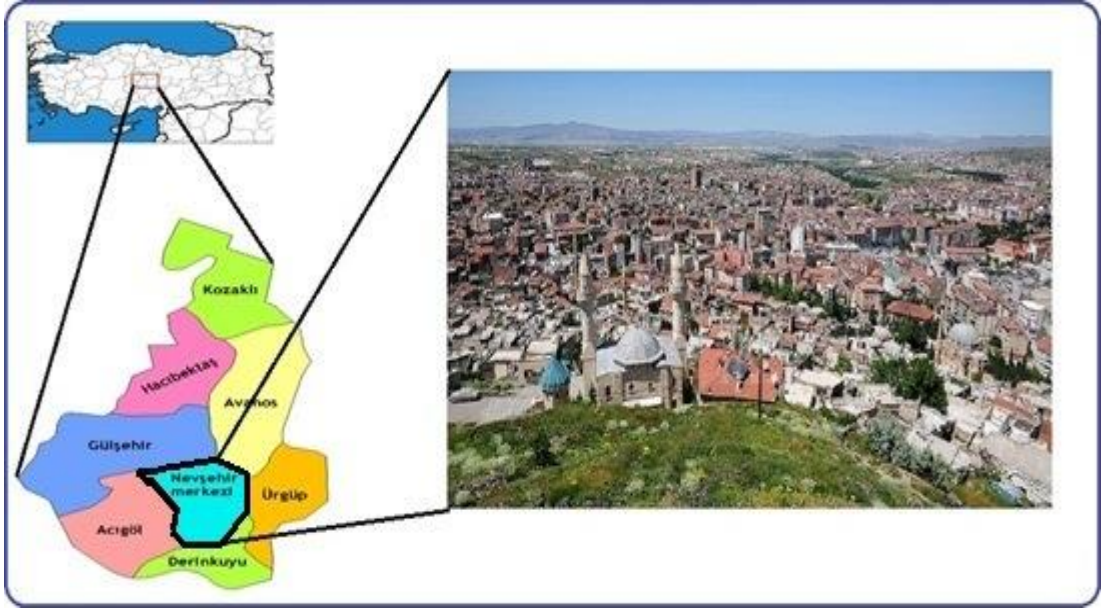 Kozaklı
Hacıbektaş
Avanos
Gülşehir
Nevşehir
merkezi
Ürgüp
Acıgöl
Derinkuyu